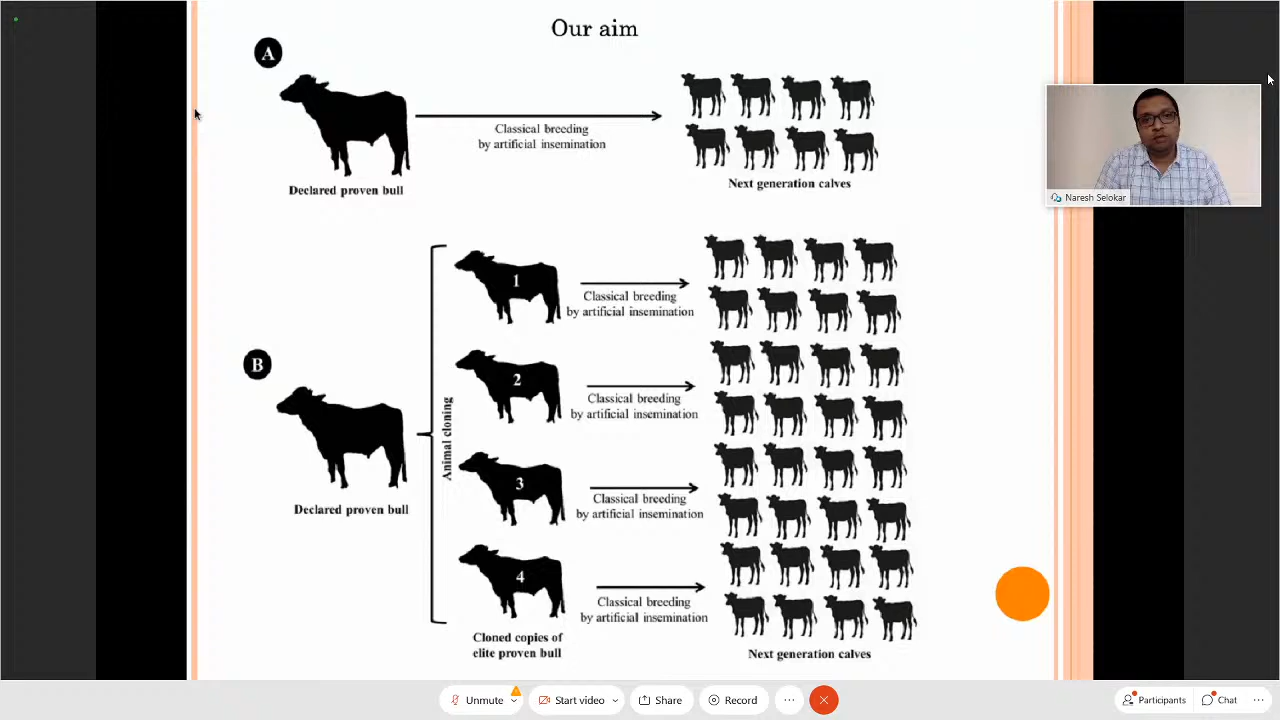 Our aim
A
Classical breeding
by artificial insemination
Declared proven bull
Next generation calves
Naresh Selokar
B
Declared proven bull
Animal cloning
1
Classical breeding
by artificial insemination
2
Classical breeding
by artificial insemination
3
Classical breeding
by artificial insemination
4
Classical breeding
by artificial insemination
Cloned copies of
elite proven bull
Next generation calves
Unmute
Start video
Share
Record
Participants
Chat